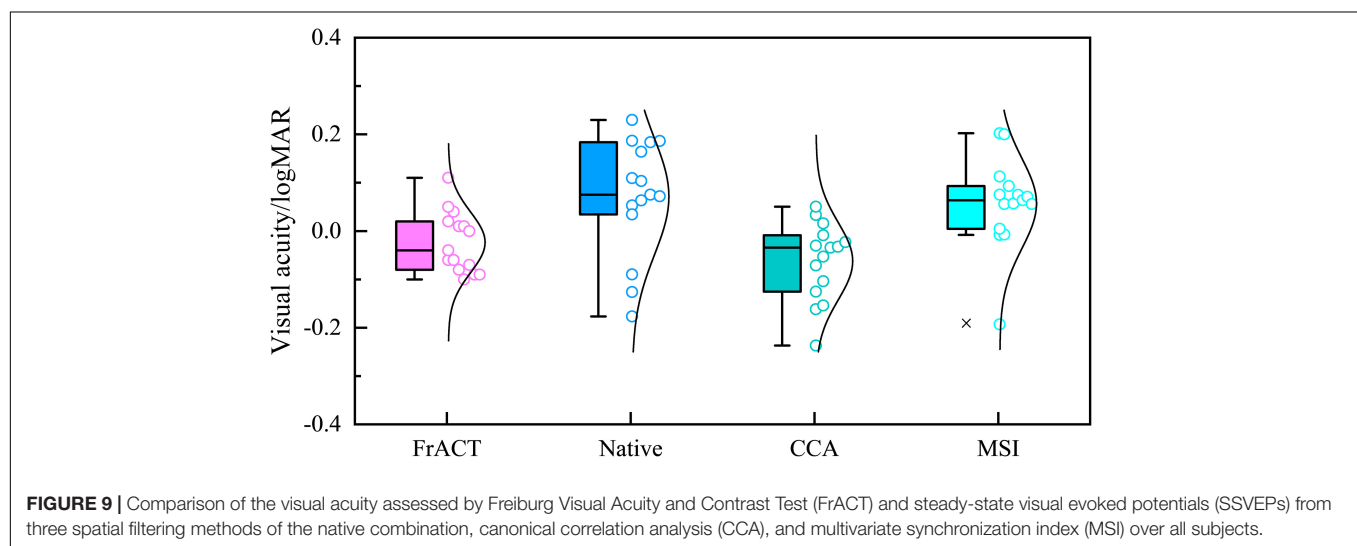 0.4
0.2
0.0
-0.2
-0.4
Visual acuity/logMAR
FrACT Native CCA MSI
FIGURE 9 | Comparison of the visual acuity assessed by Freiburg Visual Acuity and Contrast Test (FrACT) and steady-state visual evoked potentials (SSVEPs) from
three spatial filtering methods of the native combination, canonical correlation analysis (CCA), and multivariate synchronization index (MSI) over all subjects.